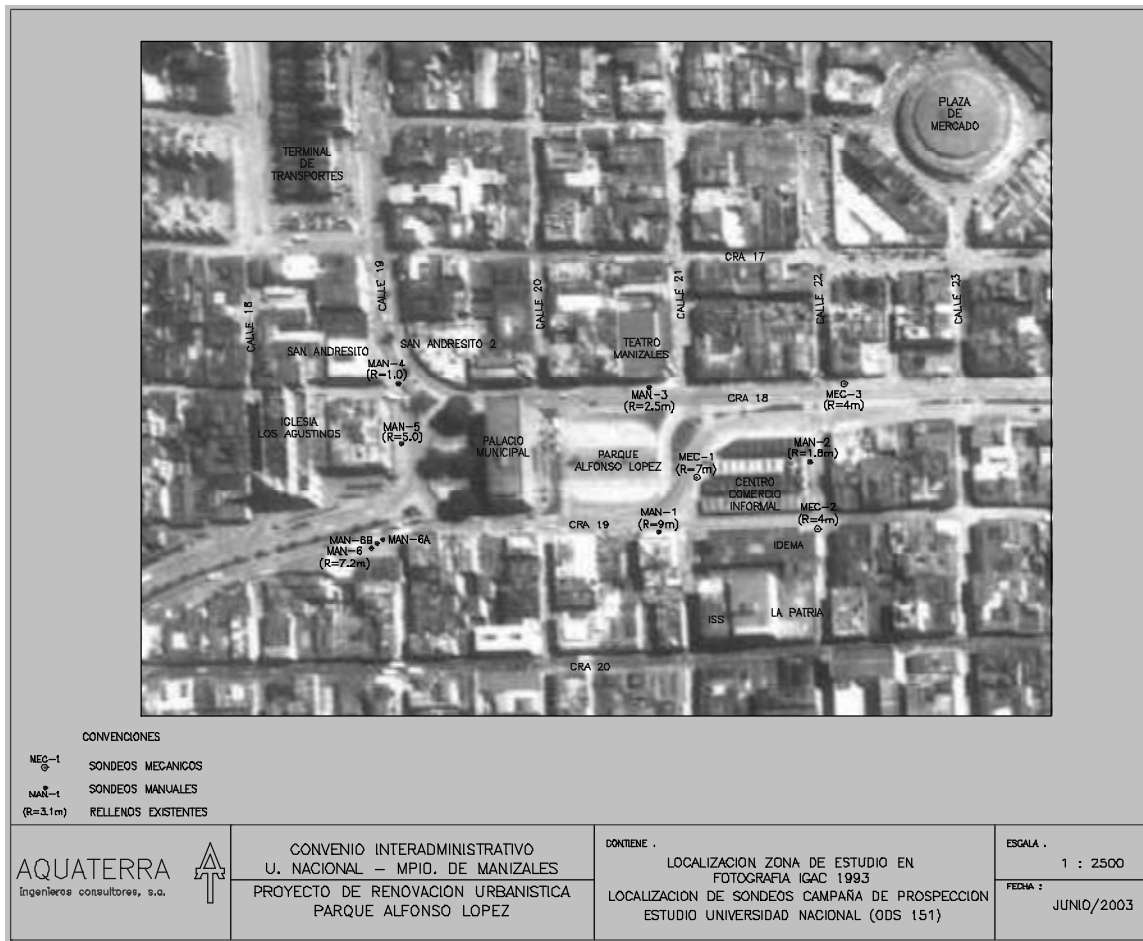 PLAZA
DE
MERCADO
TERMINAL
DE
TRANSPORTES
CRA 17
CALLE 18
CALLE 19
CALLE 20
CALLE 21
CALLE 22
CALLE 23
SAN ANDRESITO
SAN ANDRESITO 2
TEATRO
MANIZALES
MAN-4
(R=1.0)
MAN-3
(R=2.5m)
CRA 18
MEC-3
(R=4m)
IGLESIA
LOS AGUSTINOS
MAN-5
(R=5.0)
PALACIO
MUNICIPAL
PARQUE
ALFONSO LOPEZ
MEC-1
(R=7m)
MAN-2
(R=1.8m)
CENTRO
COMERCIO
INFORMAL
MAN-1
(R=9m)
MEC-2
(R=4m)
CRA 19
MAN-6B
MAN-6A
MAN-6
(R=7.2m)
IDEMA
ISS
LA PATRIA
CRA 20
CONVENCIONES
MEC-1
SONDEOS MECANICOS
MAN-1
SONDEOS MANUALES
(R=3.1m)
RELLENOS EXISTENTES
AQUATERRA
ingenieros consultores, s.a.
CONVENIO INTERADMINISTRATIVO
U. NACIONAL - MPIO. DE MANIZALES
PROYECTO DE RENOVACION URBANISTICA
PARQUE ALFONSO LOPEZ
CONTIENE .
LOCALIZACION ZONA DE ESTUDIO EN
FOTOGRAFIA IGAC 1993
LOCALIZACION DE SONDEOS CAMPAÑA DE PROSPECCION
ESTUDIO UNIVERSIDAD NACIONAL (ODS 151)
ESCALA .
1 : 2500
FECHA :
JUNIO/2003